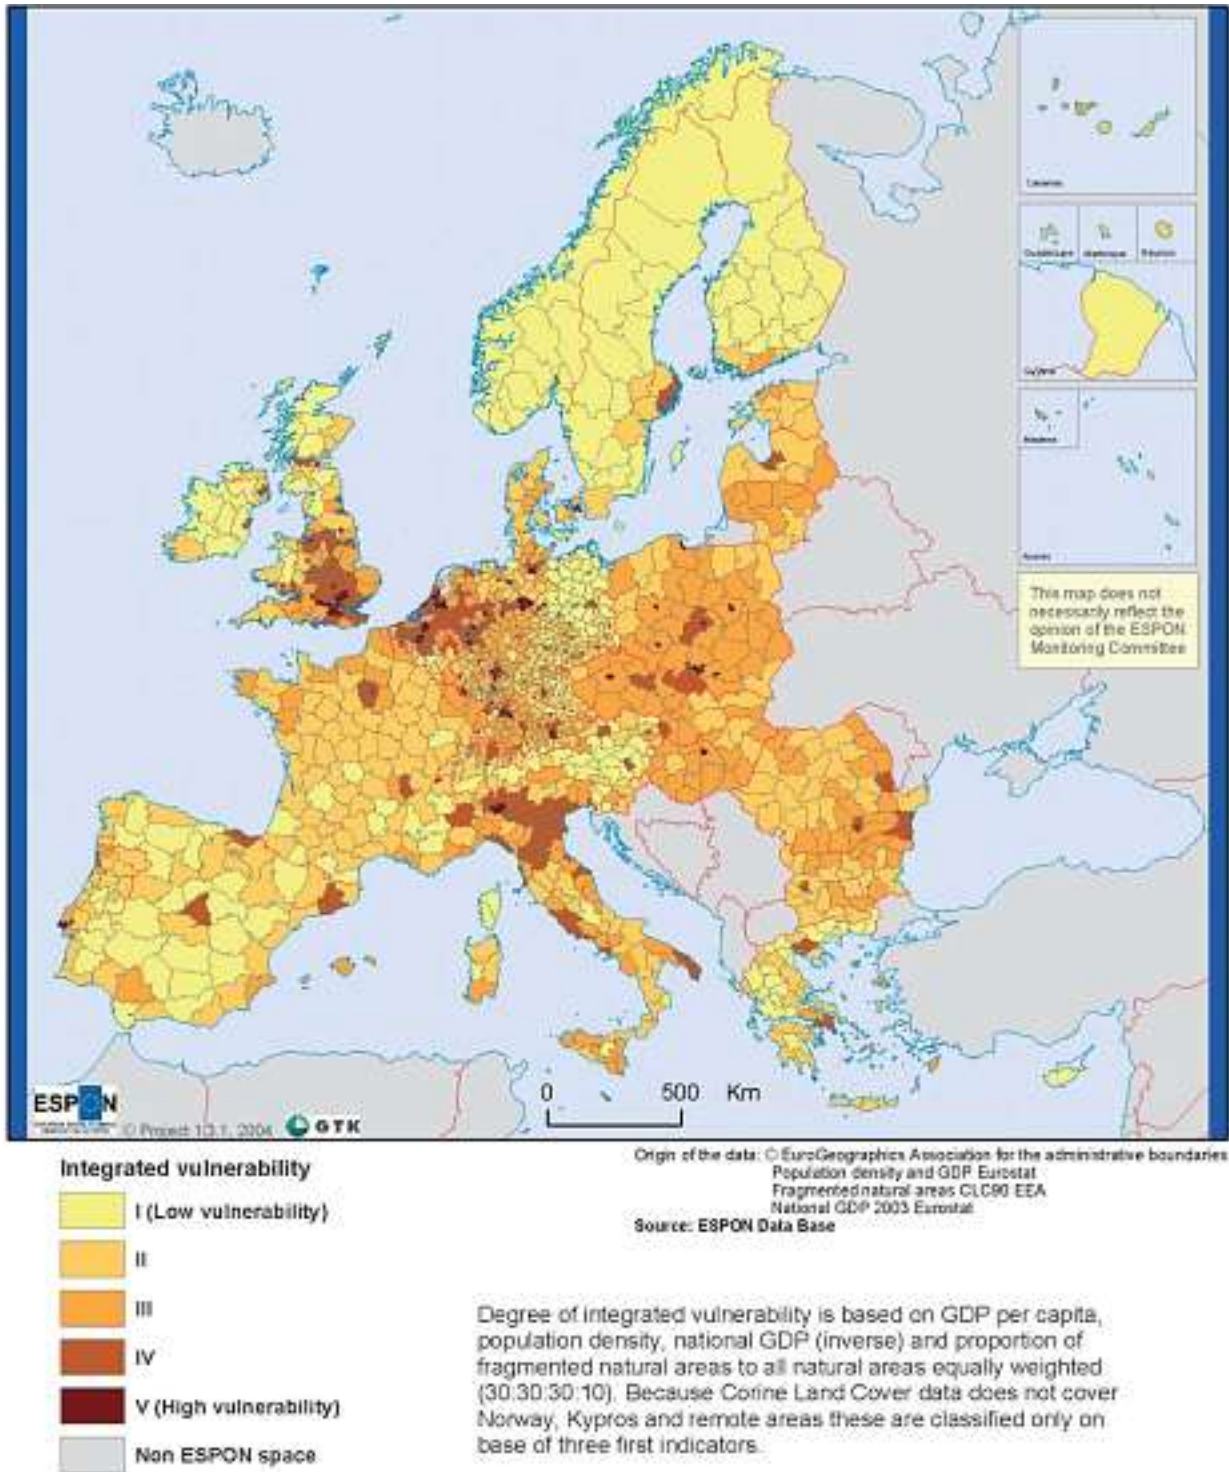 This map does not
necessarily reflect the
opinion of the ESPON
Monitoring Committee
Guyane
Madeira
ESPON
© Project 1.3.1, 2004
GTK
0 500 Km
Origin of the data: © EuroGeographics Association for the administrative boundaries
Population density and GDP Eurostat
Fragmented natural areas CLC90 EEA
National GDP 2003 Eurostat
Source: ESPON Data Base
Integrated vulnerability
I (Low vulnerability)
II
III
IV
V (High vulnerability)
Non ESPON space
Degree of integrated vulnerability is based on GDP per capita,
population density, national GDP (inverse) and proportion of
fragmented natural areas to all natural areas equally weighted
(30:30:30:10). Because Corine Land Cover data does not cover
Norway, Kypros and remote areas these are classified only on
base of three first indicators.